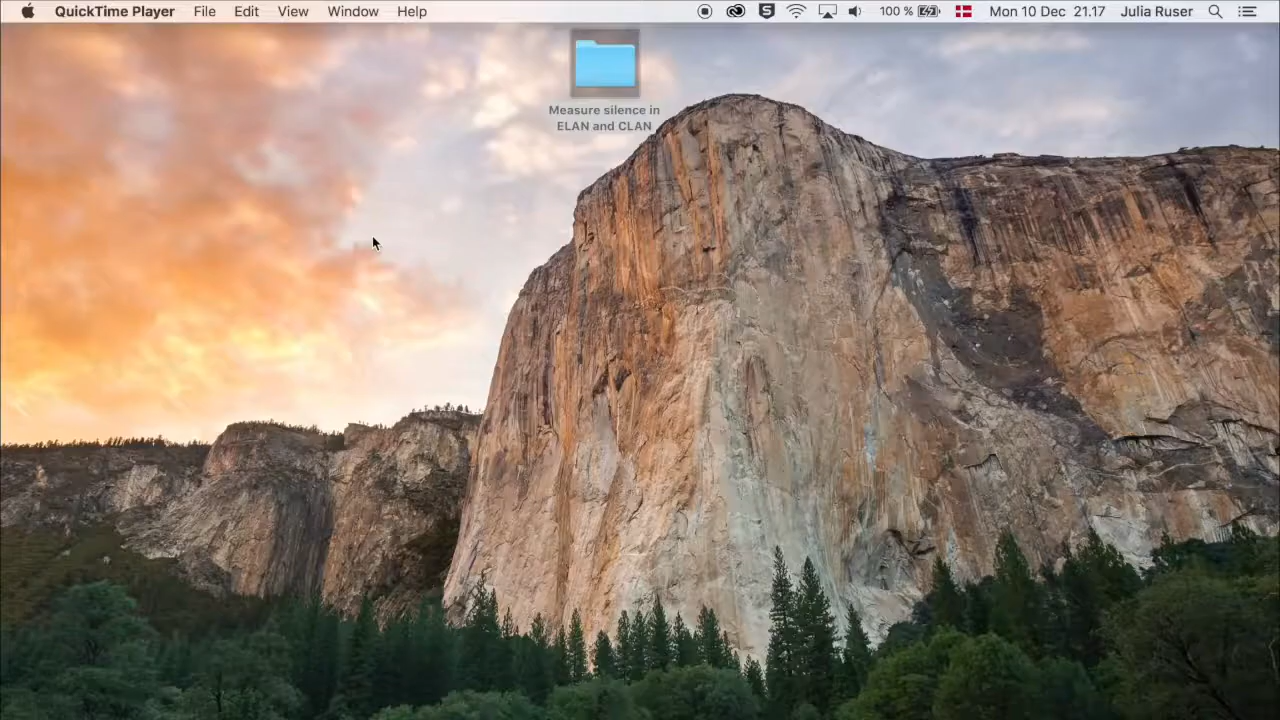 QuickTime Player File Edit View Window Help 100 % Mon 10 Dec 21.17 Julia Ruser
Measure silence in
ELAN and CLAN